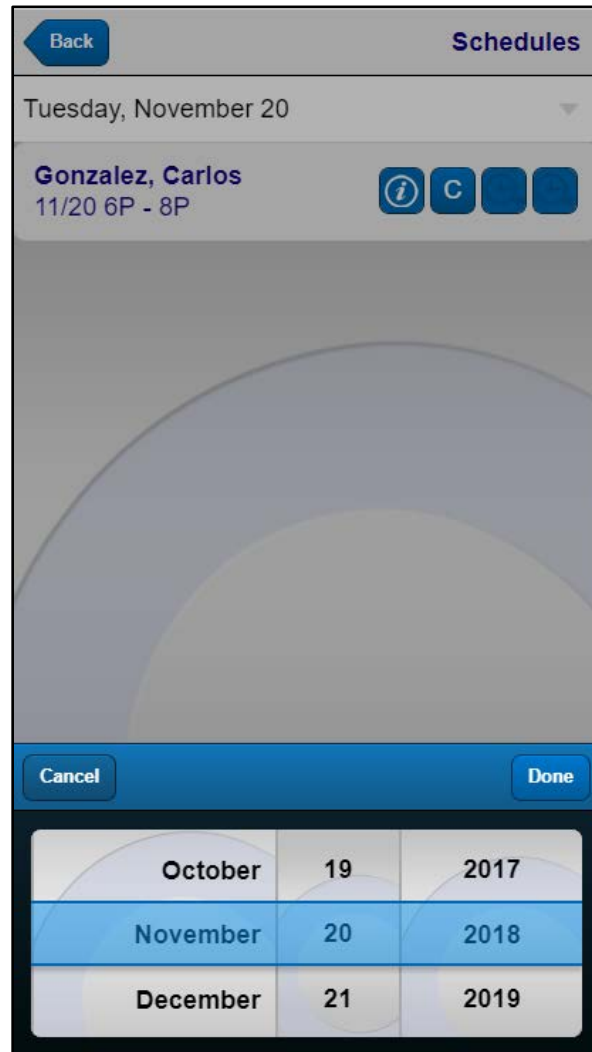 Back Schedules
Tuesday, November 20
Gonzalez, Carlos
11/20 6P - 8P
i C
Cancel Done
October 19 2017
November 20 2018
December 21 2019